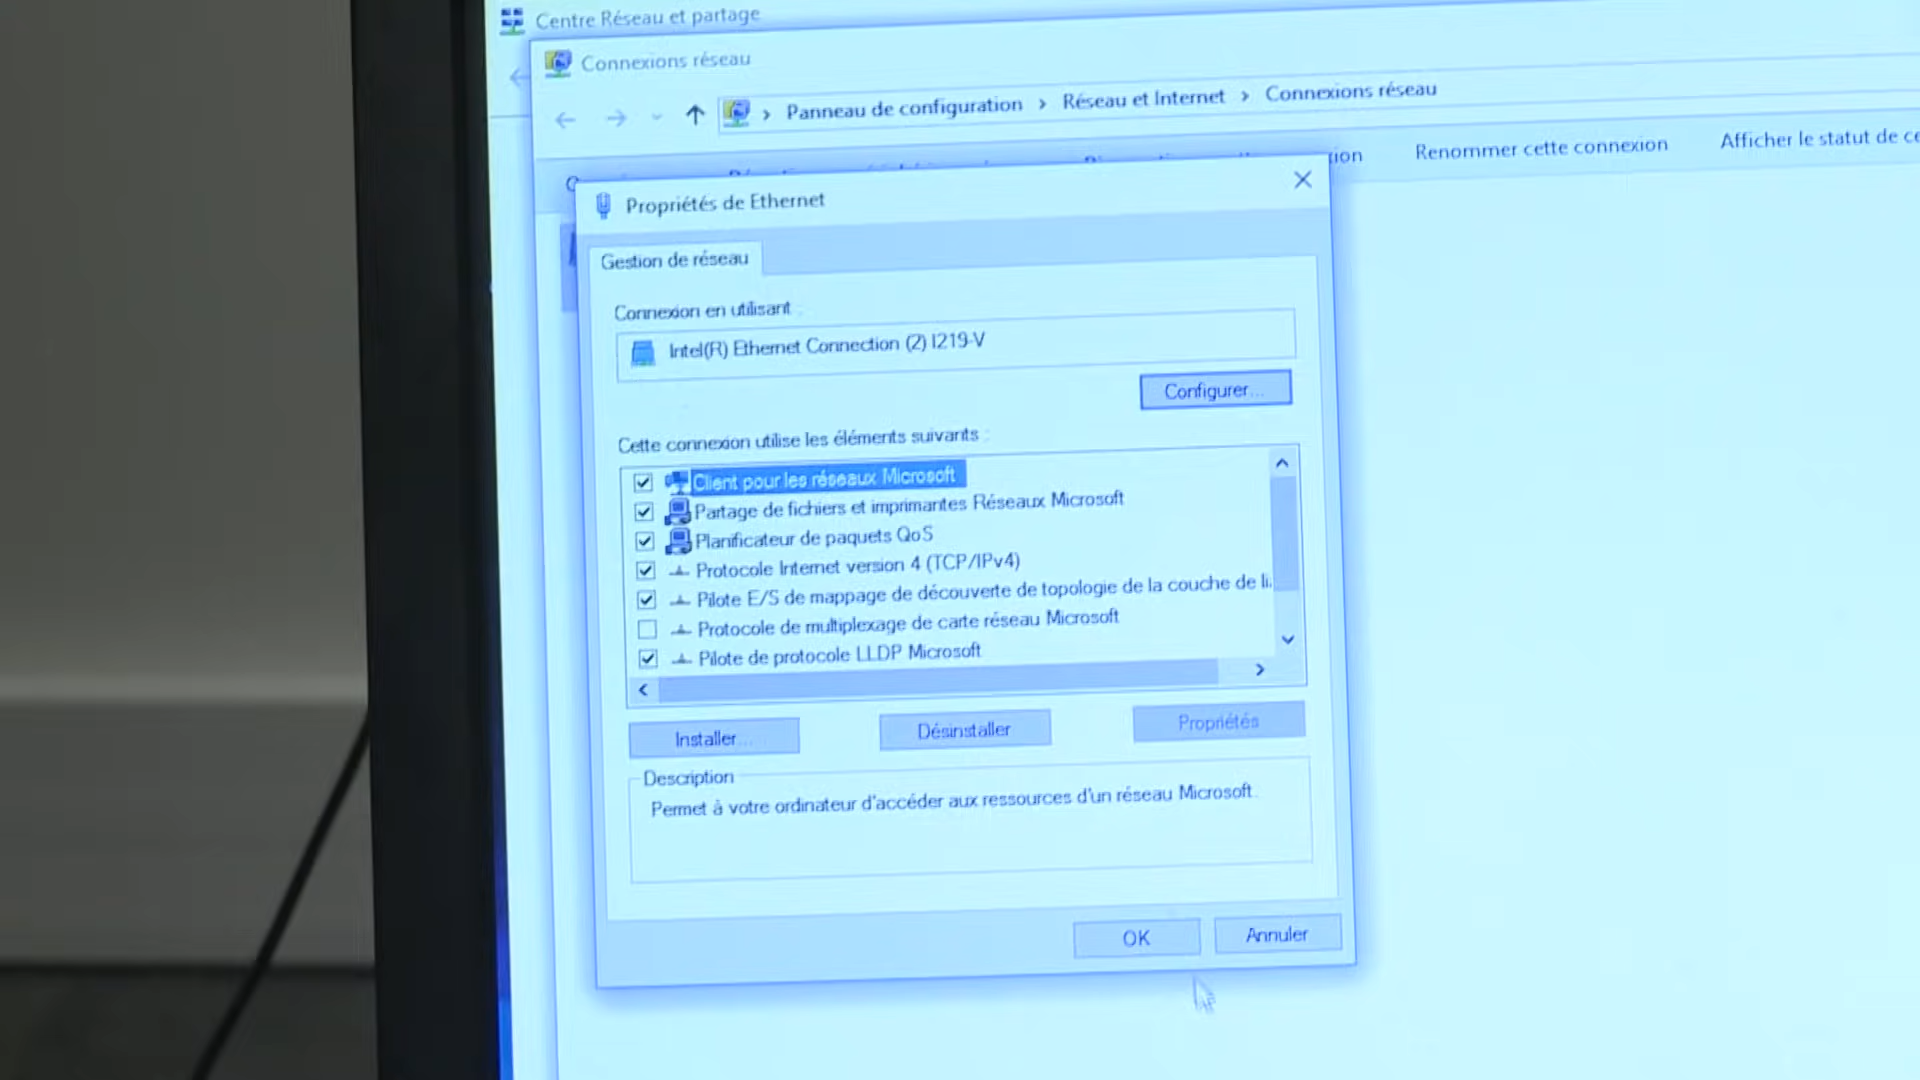 Centre Réseau et partage
Connexions réseau
Panneau de configuration > Réseau et Internet > Connexions réseau
Renommer cette connexion
Afficher le statut de
Propriétés de Ethernet
Gestion de réseau
Connexion en utilisant :
Intel(R) Ethernet Connection (2) I219-V
Configurer...
Cette connexion utilise les éléments suivants :
Client pour les réseaux Microsoft
Partage de fichiers et imprimantes Réseaux Microsoft
Planificateur de paquets QoS
Protocole Internet version 4 (TCP/IPv4)
Pilote E/S de mappage de découverte de topologie de la couche de
Protocole de multiplexage de carte réseau Microsoft
Pilote de protocole LLDP Microsoft
Installer...
Désinstaller
Propriétés
Description
Permet à votre ordinateur d'accéder aux ressources d'un réseau Microsoft.
OK
Annuler